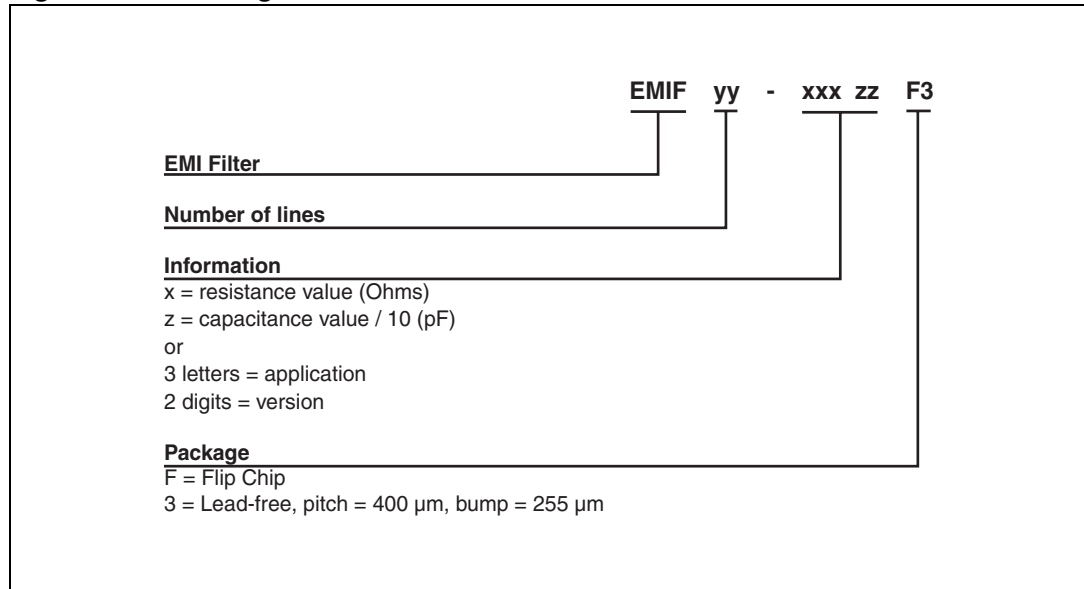 EMIF yy - xxx zz F3
EMI Filter
Number of lines
Information
x = resistance value (Ohms)
z = capacitance value / 10 (pF)
or
3 letters = application
2 digits = version
Package
F = Flip Chip
3 = Lead-free, pitch = 400 µm, bump = 255 µm